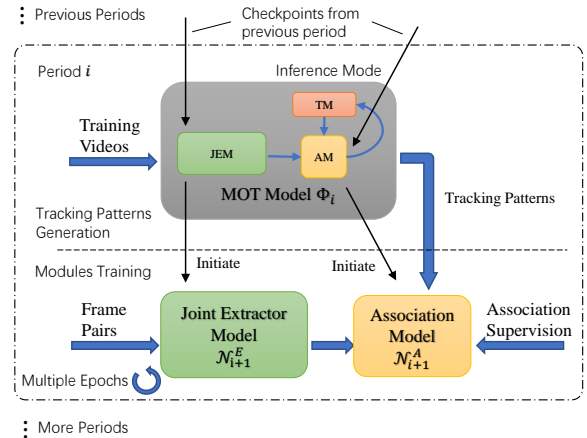 ⋮ Previous Periods
Checkpoints from
previous period
Period i
Inference Mode
TM
Training
Videos
JEM
AM
MOT Model Φᵢ
Tracking Patterns
Tracking Patterns
Generation
Modules Training
Initiate
Initiate
Frame
Pairs
Joint Extractor
Model
𝒩ᴱᵢ₊₁
Association
Model
𝒩ᴬᵢ₊₁
Association
Supervision
Multiple Epochs
⋮ More Periods